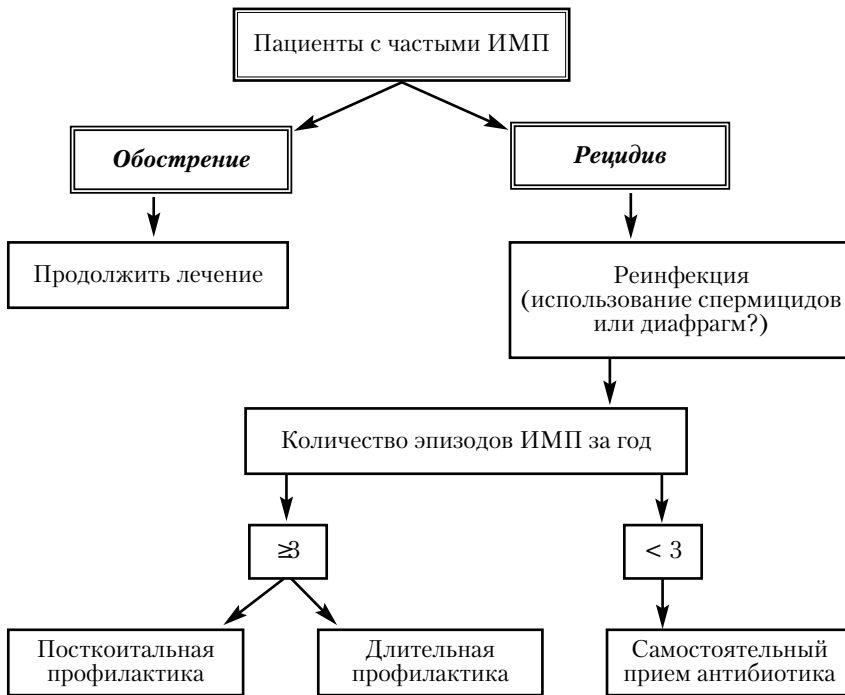 Пациенты с частыми ИМП
Обострение
Рецидив
Продолжить лечение
Реинфекция
(использование спермицидов
или диафрагм?)
Количество эпизодов ИМП за год
≥3
< 3
Посткоитальная
профилактика
Длительная
профилактика
Самостоятельный
прием антибиотика